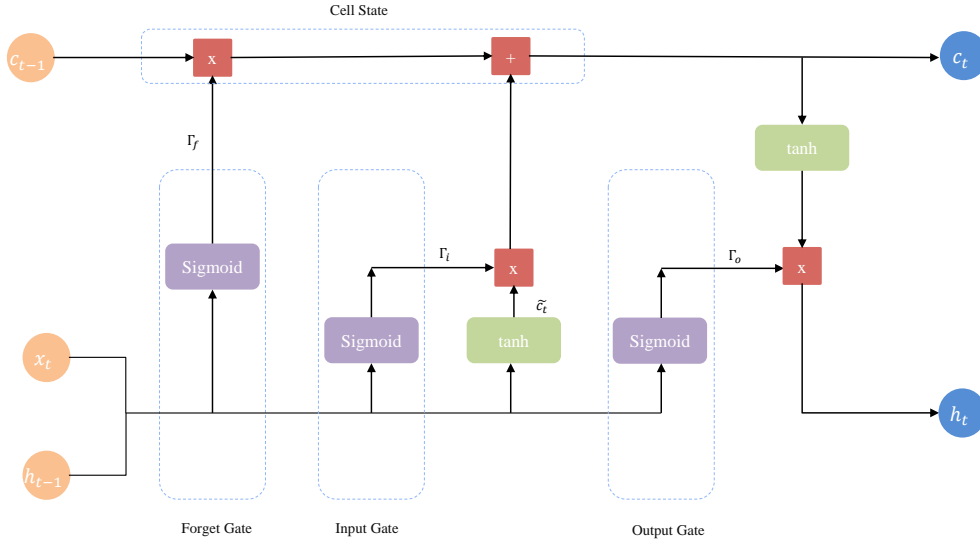 Cell State
c_{t-1}
x
+
c_t
Γ_f
tanh
Sigmoid
Γ_i
x
Γ_o
x
c̃_t
Sigmoid
tanh
Sigmoid
x_t
h_t
h_{t-1}
Forget Gate
Input Gate
Output Gate